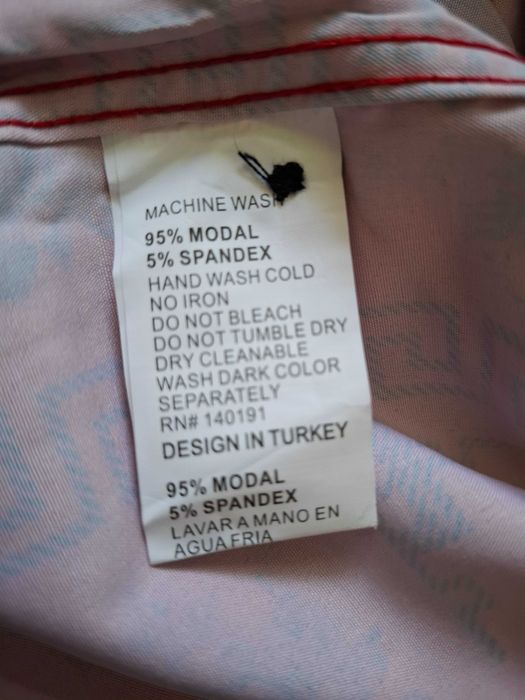 MACHINE WASH
95% MODAL
5% SPANDEX
HAND WASH COLD
NO IRON
DO NOT BLEACH
DO NOT TUMBLE DRY
DRY CLEANABLE
WASH DARK COLOR
SEPARATELY
RN# 140191
DESIGN IN TURKEY
95% MODAL
5% SPANDEX
LAVAR A MANO EN
AGUA FRIA